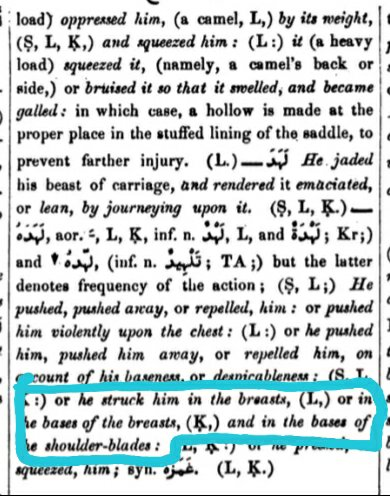 load) oppressed him, (a camel, L,) by its weight,
(Ṣ, L, Ḳ,) and squeezed him : (L :) it (a heavy
load) squeezed it, (namely, a camel's back or
side,) or bruised it so that it swelled, and became
galled : in which case, a hollow is made at the
proper place in the stuffed lining of the saddle, to
prevent farther injury. (L.) — لَهَدَ He jaded
his beast of carriage, and rendered it emaciated,
or lean, by journeying upon it. (Ṣ, L, Ḳ.) —
لَهَدَهُ, aor. ـَ, L, Ḳ, inf. n. لَهْدٌ, L, and لَهْدَةٌ ; Kr;)
and لهّدهُ, (inf. n. تَلْهِيدٌ ; TA ;) but the latter
denotes frequency of the action ; (Ṣ, L ;) He
pushed, pushed away, or repelled, him : or pushed
him violently upon the chest : (L :) or he pushed
him, pushed him away, or repelled him, on
account of his baseness, or despicableness : (Ṣ, L,
:) or he struck him in the breasts, (L,) or in
he bases of the breasts, (Ḳ,) and in the bases of
he shoulder-blades : L, Ḳ :) or he
squeezed, him ; syn. غَمَزَهُ. (L, Ḳ.)